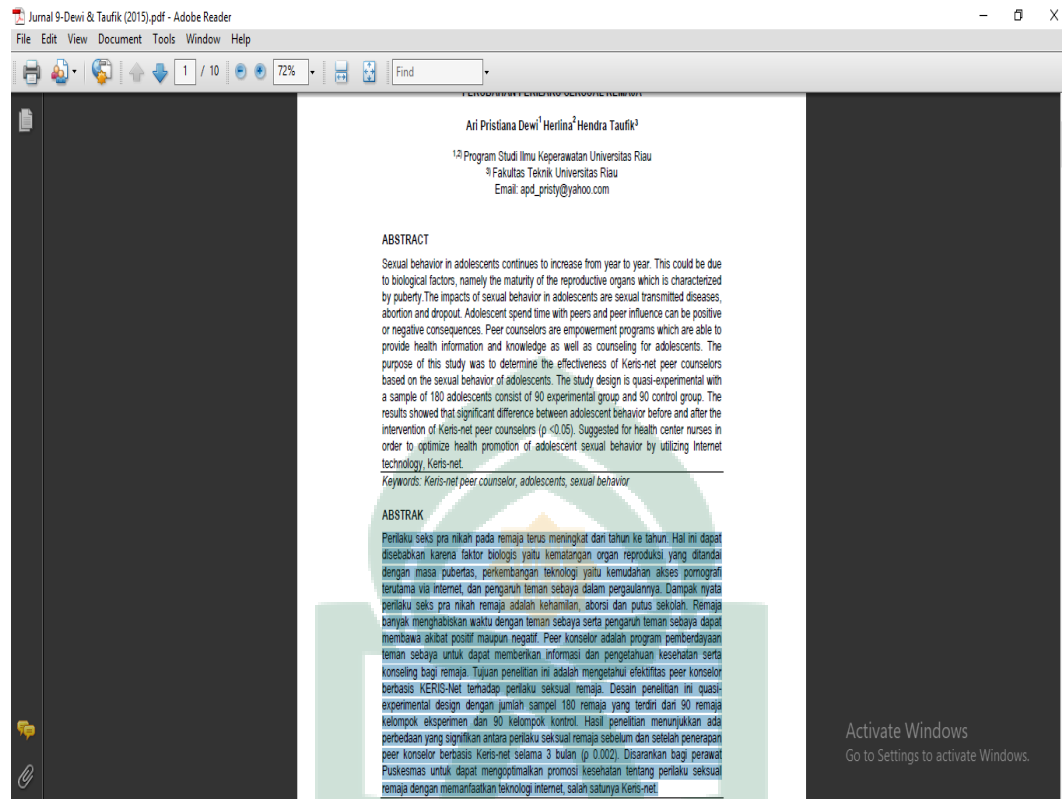 Jurnal 9-Dewi & Taufik (2015).pdf - Adobe Reader
File Edit View Document Tools Window Help
1 / 10 72% Find
PERUBAHAN PERILAKU SEKSUAL REMAJA
Ari Pristiana Dewi1 Herlina2 Hendra Taufik3
1,2) Program Studi Ilmu Keperawatan Universitas Riau
3) Fakultas Teknik Universitas Riau
Email: apd_pristy@yahoo.com
ABSTRACT
Sexual behavior in adolescents continues to increase from year to year. This could be due
to biological factors, namely the maturity of the reproductive organs which is characterized
by puberty.The impacts of sexual behavior in adolescents are sexual transmitted diseases,
abortion and dropout. Adolescent spend time with peers and peer influence can be positive
or negative consequences. Peer counselors are empowerment programs which are able to
provide health information and knowledge as well as counseling for adolescents. The
purpose of this study was to determine the effectiveness of Keris-net peer counselors
based on the sexual behavior of adolescents. The study design is quasi-experimental with
a sample of 180 adolescents consist of 90 experimental group and 90 control group. The
results showed that significant difference between adolescent behavior before and after the
intervention of Keris-net peer counselors (ρ <0.05). Suggested for health center nurses in
order to optimize health promotion of adolescent sexual behavior by utilizing Internet
technology, Keris-net.
Keywords: Keris-net peer counselor, adolescents, sexual behavior
ABSTRAK
Perilaku seks pra nikah pada remaja terus meningkat dari tahun ke tahun. Hal ini dapat
disebabkan karena faktor biologis yaitu kematangan organ reproduksi yang ditandai
dengan masa pubertas, perkembangan teknologi yaitu kemudahan akses pornografi
terutama via internet, dan pengaruh teman sebaya dalam pergaulannya. Dampak nyata
perilaku seks pra nikah remaja adalah kehamilan, aborsi dan putus sekolah. Remaja
banyak menghabiskan waktu dengan teman sebaya serta pengaruh teman sebaya dapat
membawa akibat positif maupun negatif. Peer konselor adalah program pemberdayaan
teman sebaya untuk dapat memberikan informasi dan pengetahuan kesehatan serta
konseling bagi remaja. Tujuan penelitian ini adalah mengetahui efektifitas peer konselor
berbasis KERIS-Net terhadap perilaku seksual remaja. Desain penelitian ini quasi-
experimental design dengan jumlah sampel 180 remaja yang terdiri dari 90 remaja
kelompok eksperimen dan 90 kelompok kontrol. Hasil penelitian menunjukkan ada
perbedaan yang signifikan antara perilaku seksual remaja sebelum dan setelah penerapan
peer konselor berbasis Keris-net selama 3 bulan (ρ 0.002). Disarankan bagi perawat
Puskesmas untuk dapat mengoptimalkan promosi kesehatan tentang perilaku seksual
remaja dengan memanfaatkan teknologi internet, salah satunya Keris-net.
Activate Windows
Go to Settings to activate Windows.